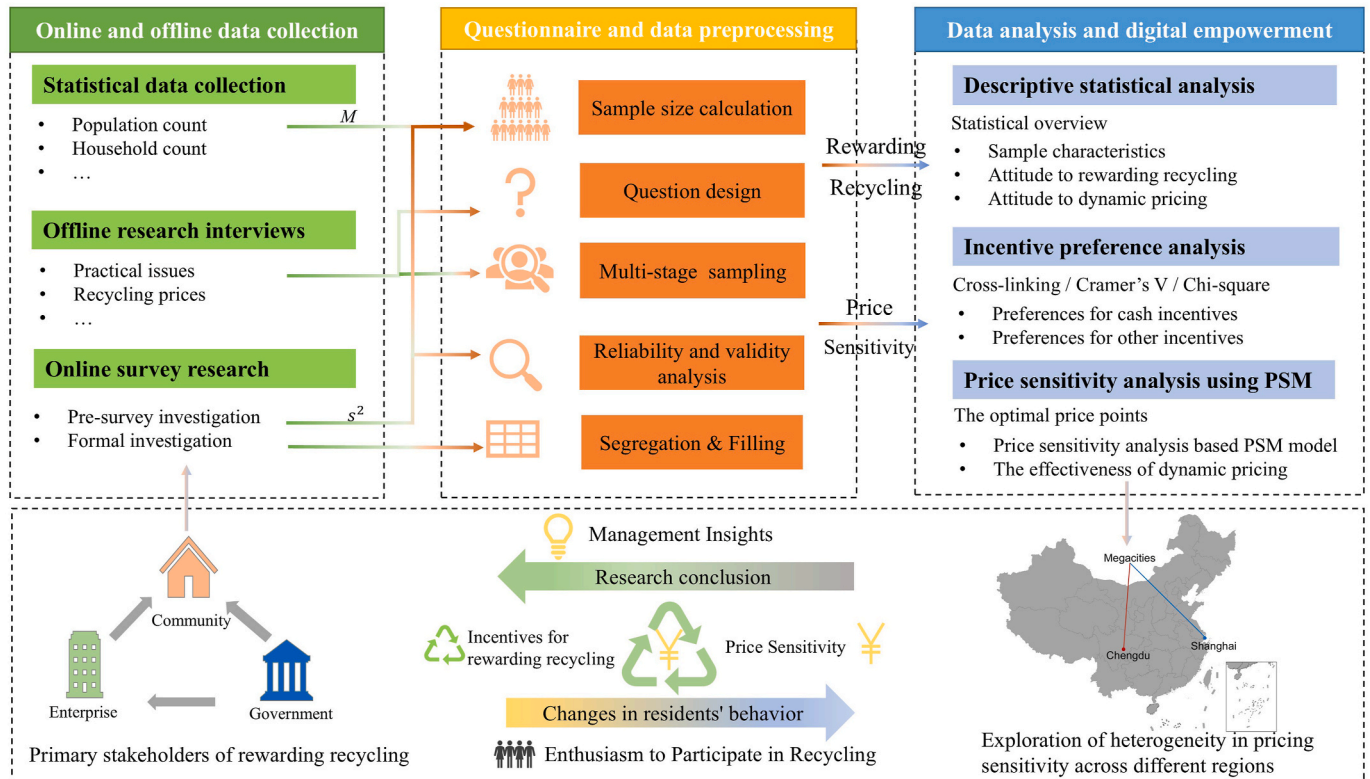 Online and offline data collection
Statistical data collection
• Population count
• Household count
• …
M
Offline research interviews
• Practical issues
• Recycling prices
• …
Online survey research
• Pre-survey investigation
• Formal investigation
s²
Questionnaire and data preprocessing
Sample size calculation
Question design
Multi-stage sampling
Reliability and validity
analysis
Segregation & Filling
Rewarding
Recycling
Price
Sensitivity
Data analysis and digital empowerment
Descriptive statistical analysis
Statistical overview
• Sample characteristics
• Attitude to rewarding recycling
• Attitude to dynamic pricing
Incentive preference analysis
Cross-linking / Cramer’s V / Chi-square
• Preferences for cash incentives
• Preferences for other incentives
Price sensitivity analysis using PSM
The optimal price points
• Price sensitivity analysis based PSM model
• The effectiveness of dynamic pricing
Community
Enterprise
Government
Primary stakeholders of rewarding recycling
Management Insights
Research conclusion
Incentives for
rewarding recycling
¥
Price Sensitivity
¥
Changes in residents' behavior
Enthusiasm to Participate in Recycling
Megacities
Chengdu
Shanghai
Exploration of heterogeneity in pricing
sensitivity across different regions